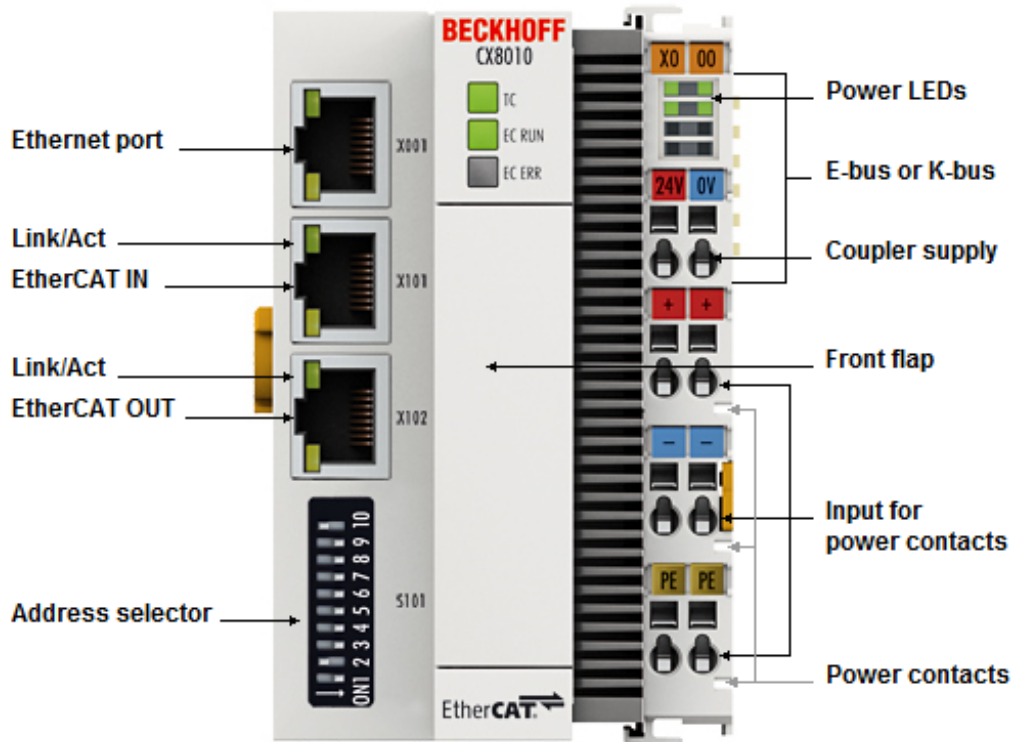 BECKHOFF
CX8010
TC
EC RUN
EC ERR
X0 00
24V 0V
+ +
− −
PE PE
X001
X101
X102
S101
ON1 2 3 4 5 6 7 8 9 10
EtherCAT.
Ethernet port
Link/Act
EtherCAT IN
Link/Act
EtherCAT OUT
Address selector
Power LEDs
E-bus or K-bus
Coupler supply
Front flap
Input for
power contacts
Power contacts